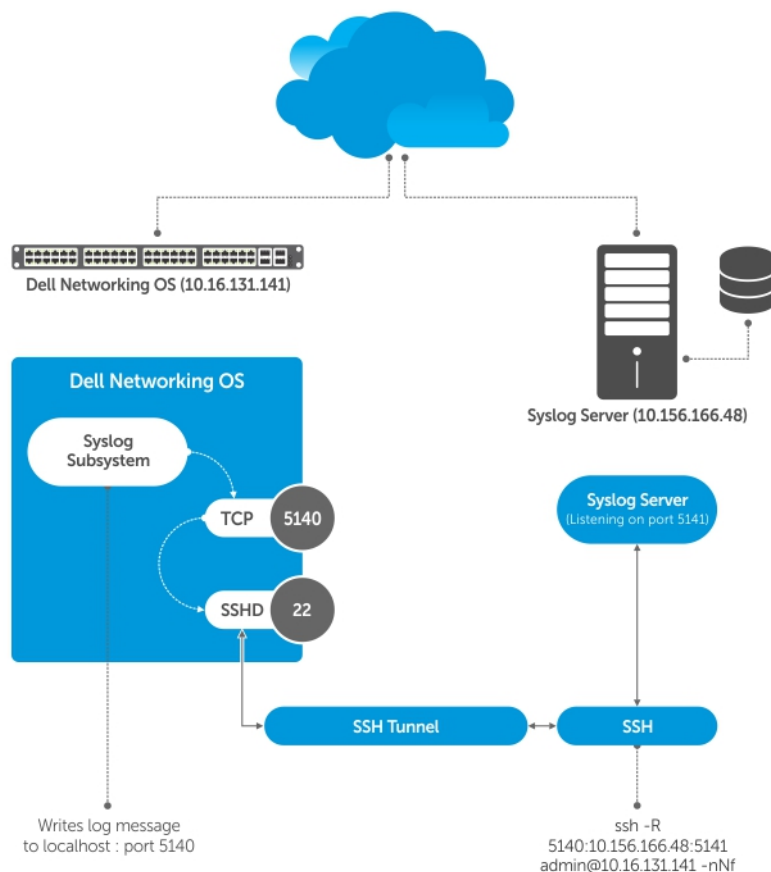 Dell Networking OS (10.16.131.141)
Syslog Server (10.156.166.48)
Dell Networking OS
Syslog
Subsystem
TCP
5140
SSHD
22
Syslog Server
(Listening on port 5141)
SSH Tunnel
SSH
Writes log message
to localhost : port 5140
ssh -R
5140:10.156.166.48:5141
admin@10.16.131.141 -nNf